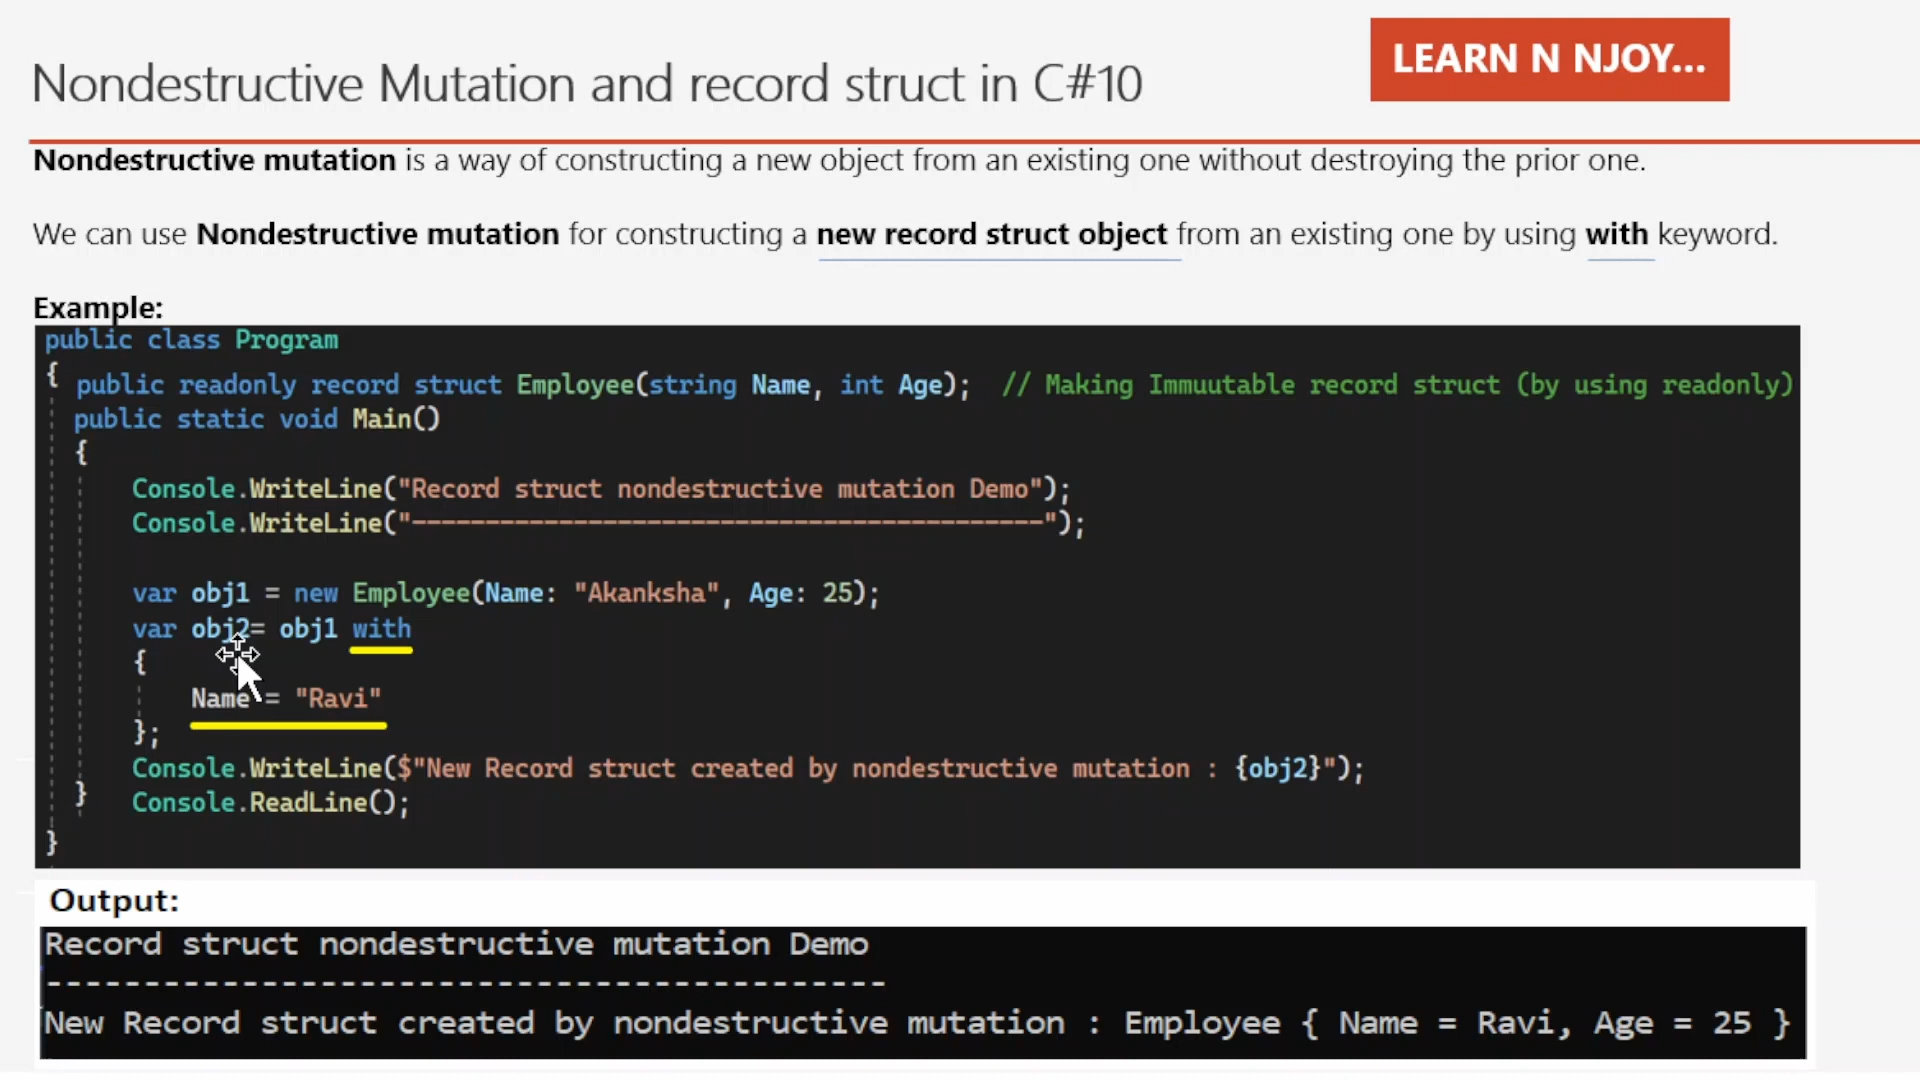 LEARN N NJOY...
Nondestructive Mutation and record struct in C#10
Nondestructive mutation is a way of constructing a new object from an existing one without destroying the prior one.
We can use Nondestructive mutation for constructing a new record struct object from an existing one by using with keyword.
Example:
public class Program
{
public readonly record struct Employee(string Name, int Age); // Making Immuutable record struct (by using readonly)
public static void Main()
{
Console.WriteLine("Record struct nondestructive mutation Demo");
Console.WriteLine("-------------------------------------------");
var obj1 = new Employee(Name: "Akanksha", Age: 25);
var obj2= obj1 with
{
Name = "Ravi"
};
Console.WriteLine($"New Record struct created by nondestructive mutation : {obj2}");
Console.ReadLine();
}
}
Output:
Record struct nondestructive mutation Demo
-------------------------------------------
New Record struct created by nondestructive mutation : Employee { Name = Ravi, Age = 25 }